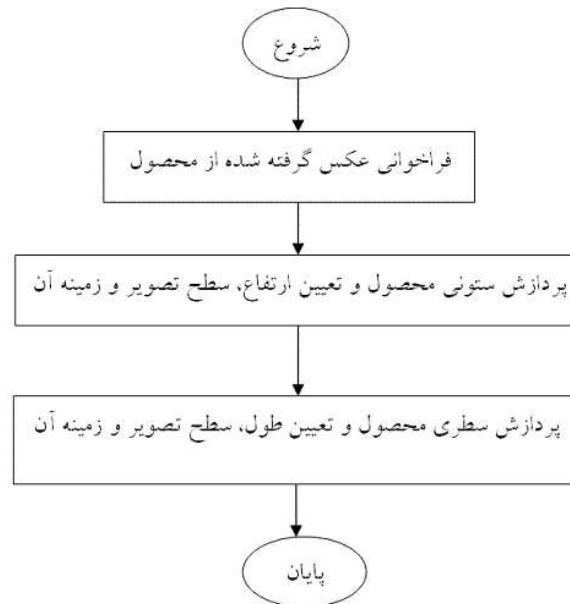 شروع
فراخوانی عکس گرفته شده از محصول
پردازش ستونی محصول و تعیین ارتفاع، سطح تصویر و زمینه آن
پردازش سطری محصول و تعیین طول، سطح تصویر و زمینه آن
پایان